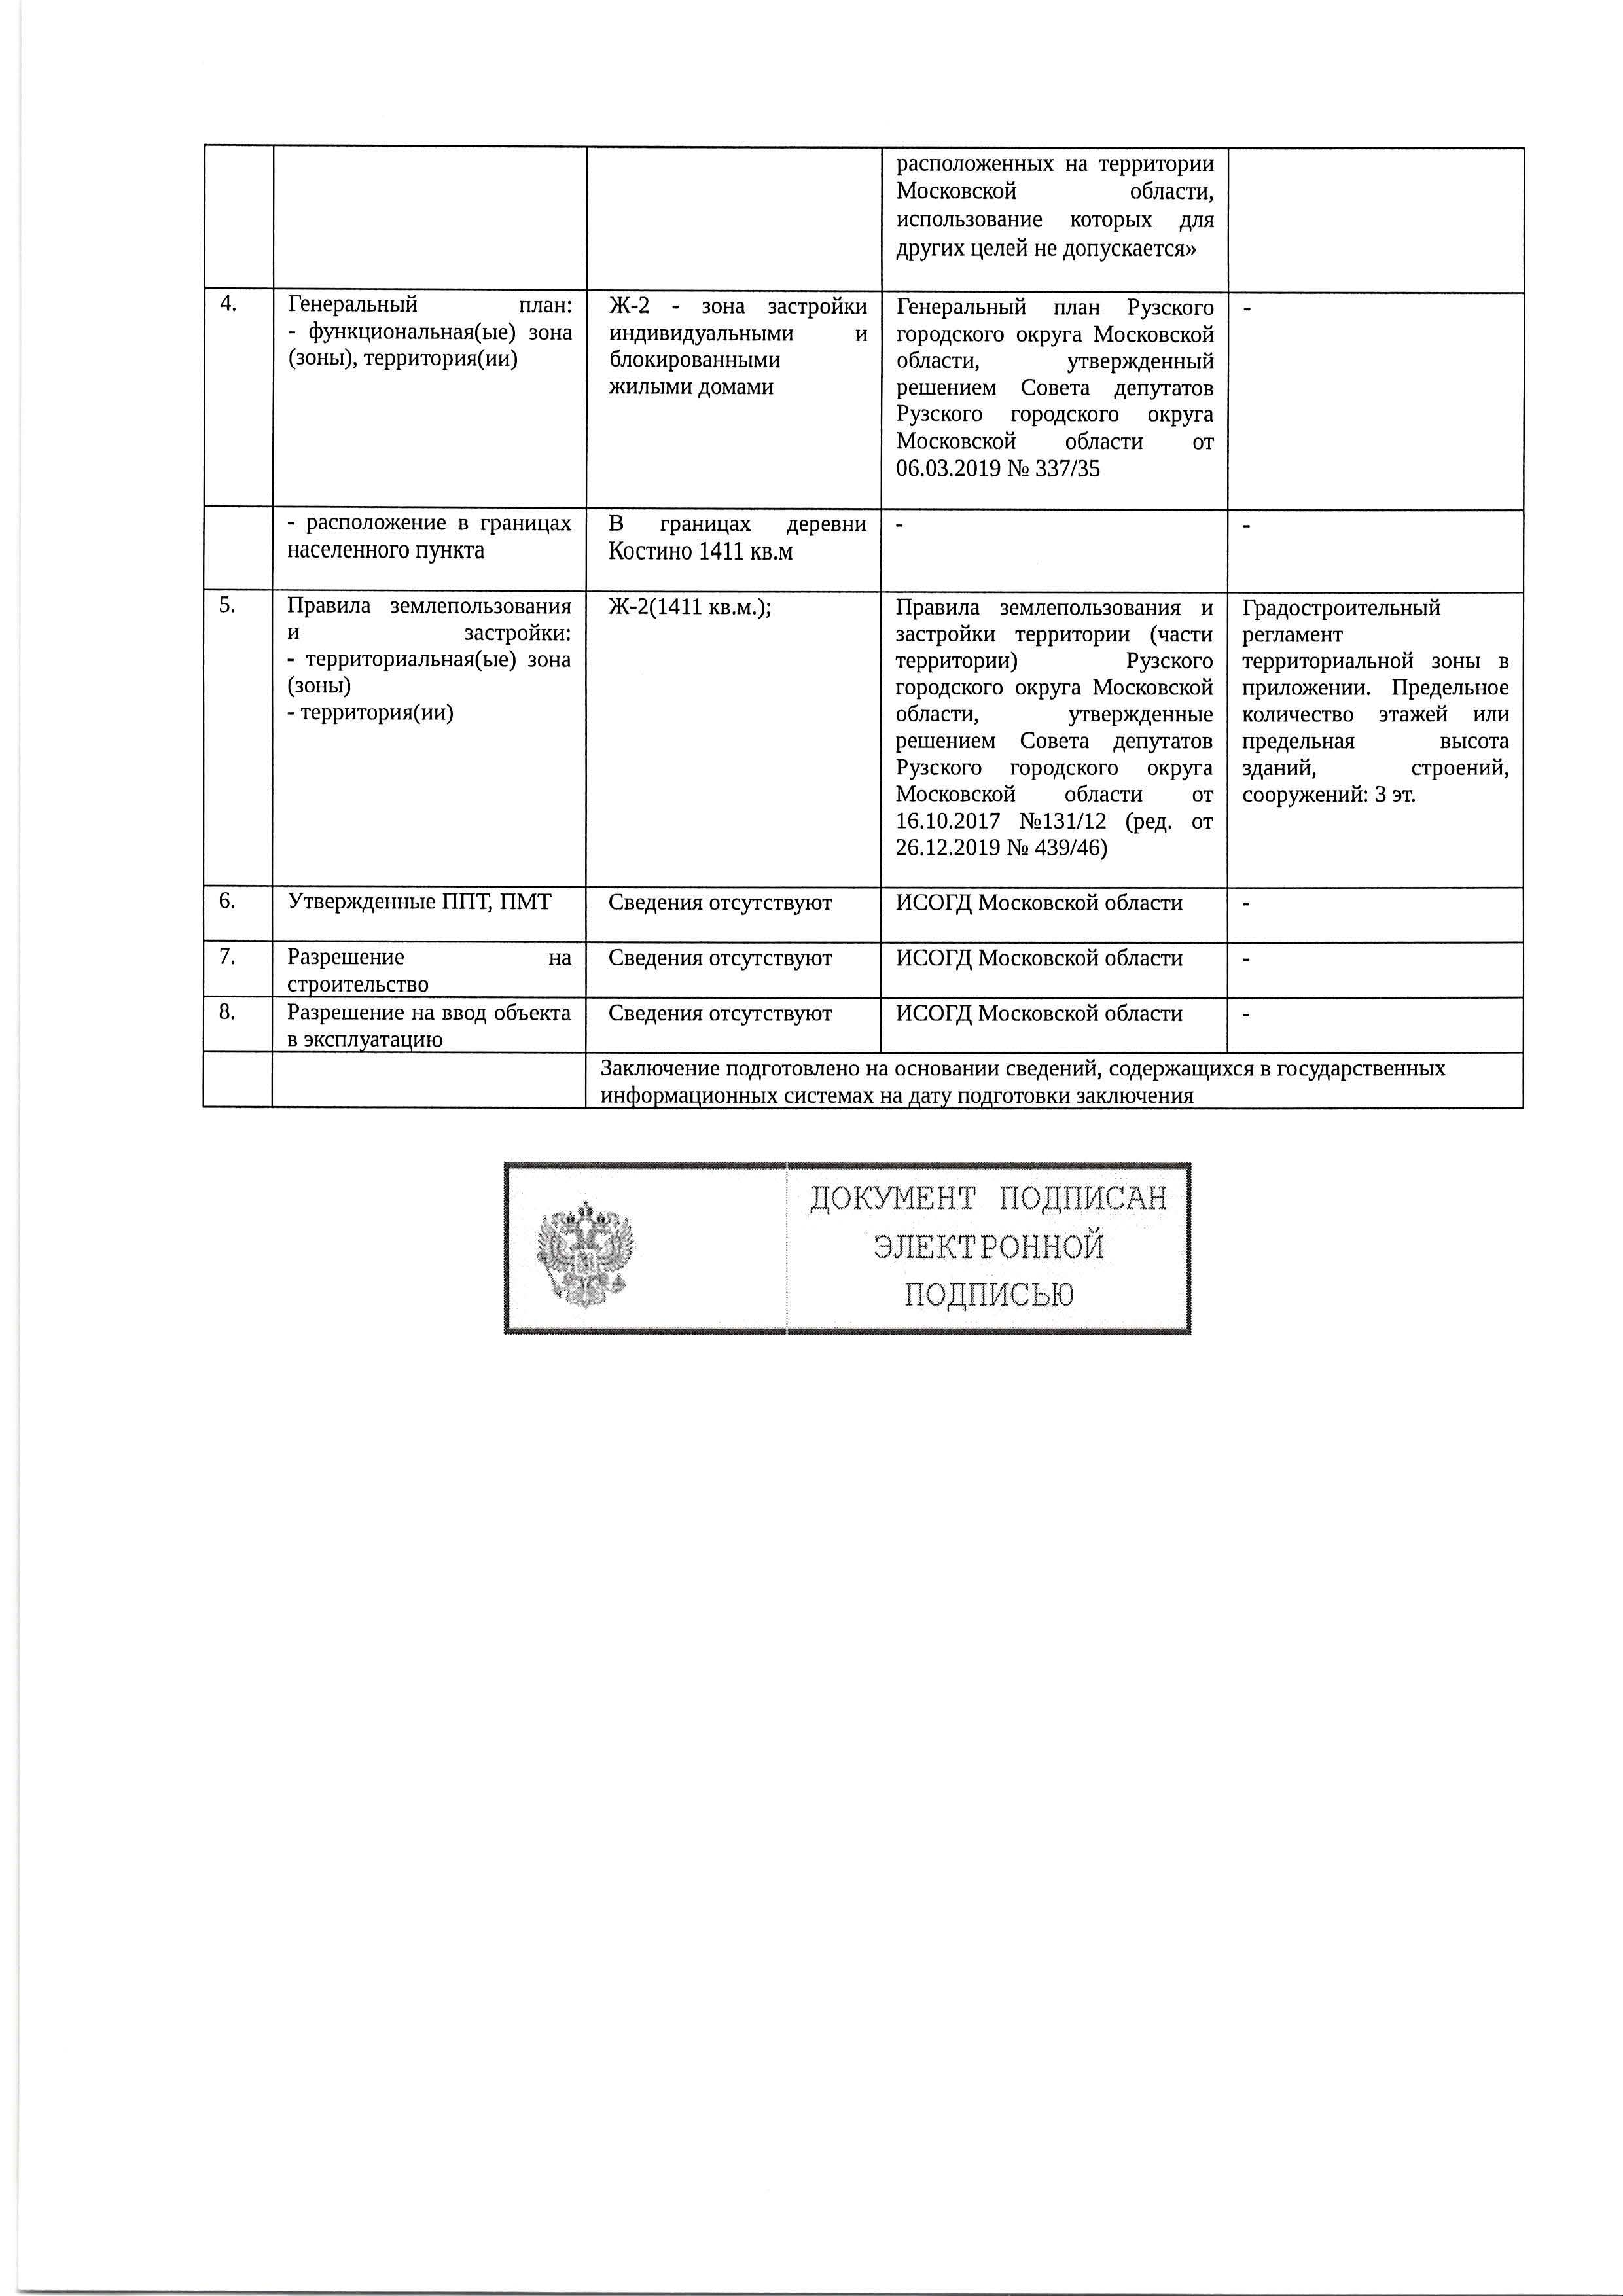 расположенных на территории
Московской области,
использование которых для
других целей не допускается»
4.
Генеральный план:
- функциональная(ые) зона
(зоны), территория(ии)
Ж-2 - зона застройки
индивидуальными и
блокированными
жилыми домами
Генеральный план Рузского
городского округа Московской
области, утвержденный
решением Совета депутатов
Рузского городского округа
Московской области от
06.03.2019 № 337/35
-
- расположение в границах
населенного пункта
В границах деревни
Костино 1411 кв.м
-
-
5.
Правила землепользования
и застройки:
- территориальная(ые) зона
(зоны)
- территория(ии)
Ж-2(1411 кв.м.);
Правила землепользования и
застройки территории (части
территории) Рузского
городского округа Московской
области, утвержденные
решением Совета депутатов
Рузского городского округа
Московской области от
16.10.2017 №131/12 (ред. от
26.12.2019 № 439/46)
Градостроительный
регламент
территориальной зоны в
приложении. Предельное
количество этажей или
предельная высота
зданий, строений,
сооружений: 3 эт.
6.
Утвержденные ППТ, ПМТ
Сведения отсутствуют
ИСОГД Московской области
-
7.
Разрешение на
строительство
Сведения отсутствуют
ИСОГД Московской области
-
8.
Разрешение на ввод объекта
в эксплуатацию
Сведения отсутствуют
ИСОГД Московской области
-
Заключение подготовлено на основании сведений, содержащихся в государственных
информационных системах на дату подготовки заключения
ДОКУМЕНТ ПОДПИСАН
ЭЛЕКТРОННОЙ
ПОДПИСЬЮ